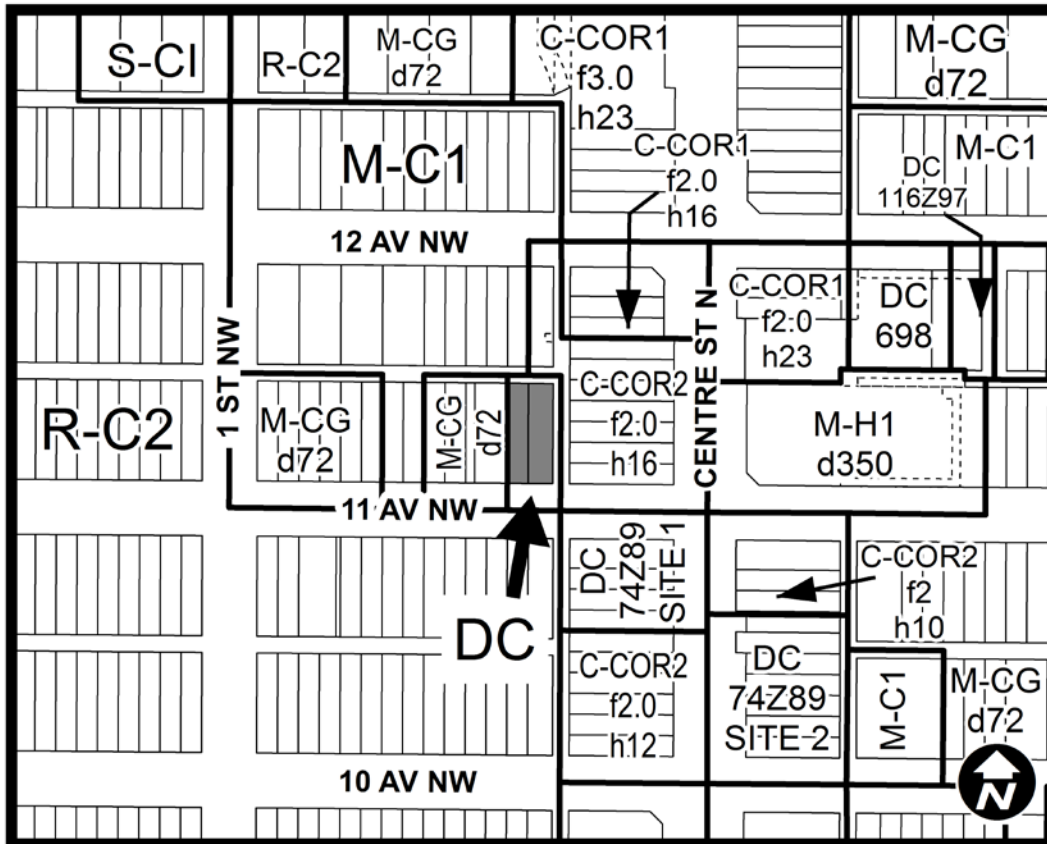 S-CI
R-C2
M-CG
d72
C-COR1
f3.0
h23
M-CG
d72
M-C1
C-COR1
f2.0
h16
DC
116Z97
M-C1
12 AV NW
1 ST NW
CENTRE ST N
C-COR1
f2.0
h23
DC
698
R-C2
M-CG
d72
M-CG
d72
C-COR2
f2.0
h16
M-H1
d350
11 AV NW
DC
DC
74Z89
SITE 1
C-COR2
f2
h10
C-COR2
f2.0
h12
DC
74Z89
SITE 2
M-C1
M-CG
d72
10 AV NW
N